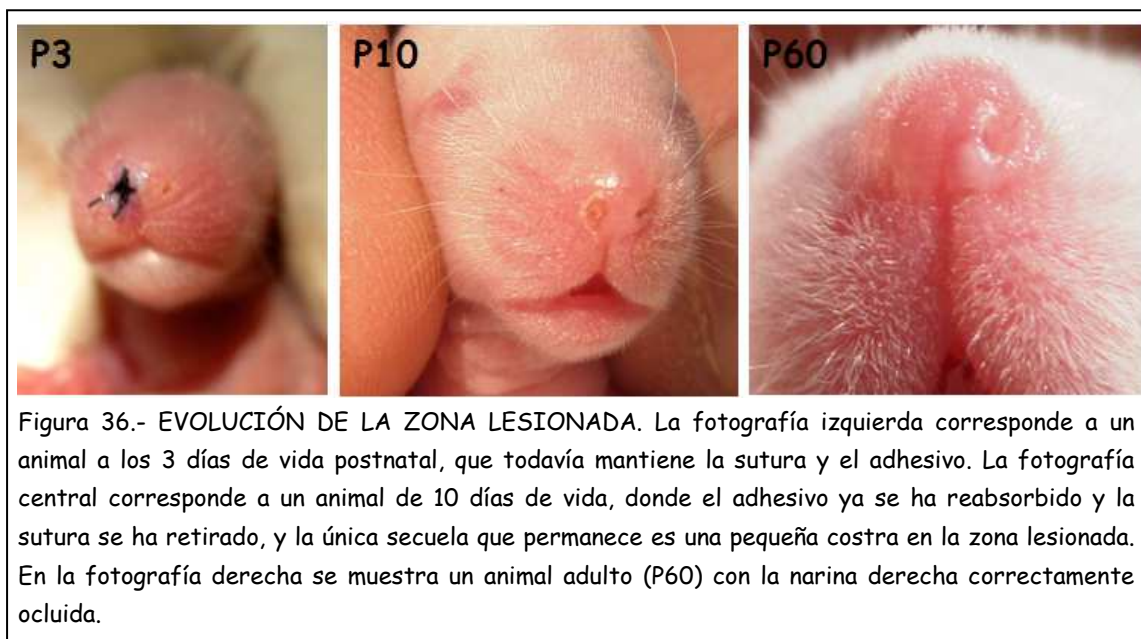 P3 P10 P60
Figura 36.- EVOLUCIÓN DE LA ZONA LESIONADA. La fotografía izquierda corresponde a un
animal a los 3 días de vida postnatal, que todavía mantiene la sutura y el adhesivo. La fotografía
central corresponde a un animal de 10 días de vida, donde el adhesivo ya se ha reabsorbido y la
sutura se ha retirado, y la única secuela que permanece es una pequeña costra en la zona lesionada.
En la fotografía derecha se muestra un animal adulto (P60) con la narina derecha correctamente
ocluida.